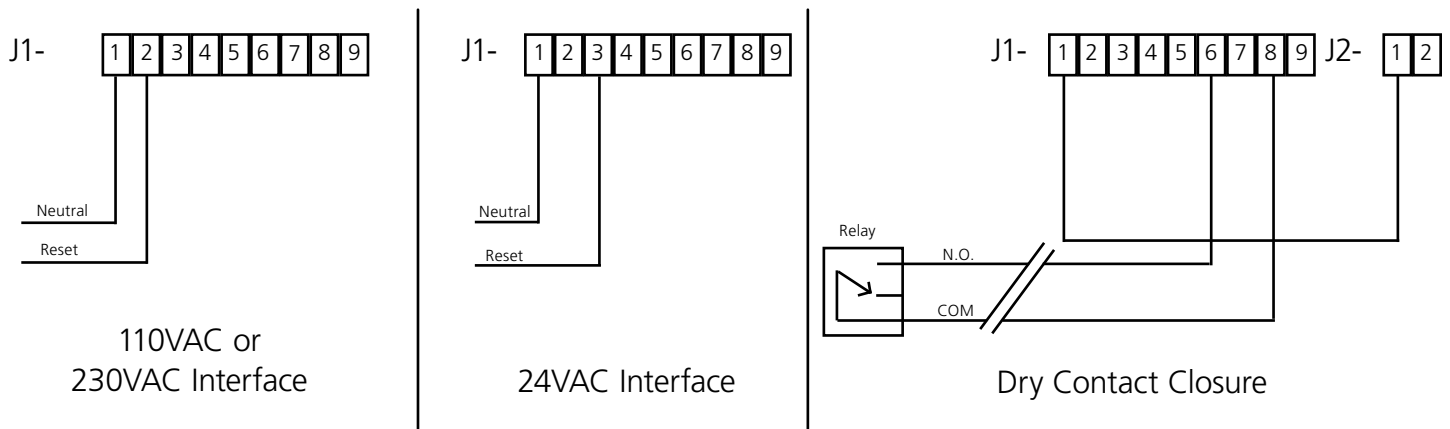 J1- 1 2 3 4 5 6 7 8 9
Neutral
Reset
110VAC or
230VAC Interface
J1- 1 2 3 4 5 6 7 8 9
Neutral
Reset
24VAC Interface
J1- 1 2 3 4 5 6 7 8 9 J2- 1 2
Relay
N.O.
COM
Dry Contact Closure